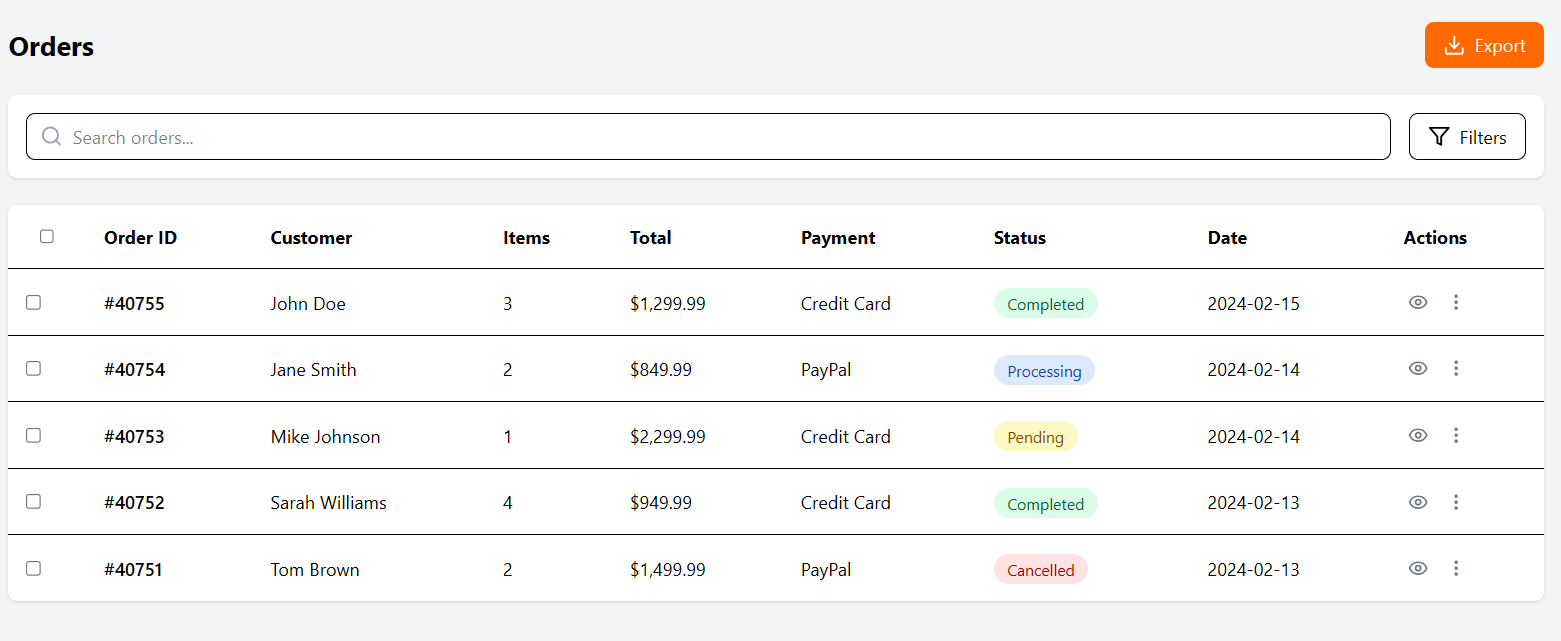 Orders
Export
Search orders...
Filters
Order ID Customer Items Total Payment Status Date Actions
#40755 John Doe 3 $1,299.99 Credit Card Completed 2024-02-15
#40754 Jane Smith 2 $849.99 PayPal Processing 2024-02-14
#40753 Mike Johnson 1 $2,299.99 Credit Card Pending 2024-02-14
#40752 Sarah Williams 4 $949.99 Credit Card Completed 2024-02-13
#40751 Tom Brown 2 $1,499.99 PayPal Cancelled 2024-02-13